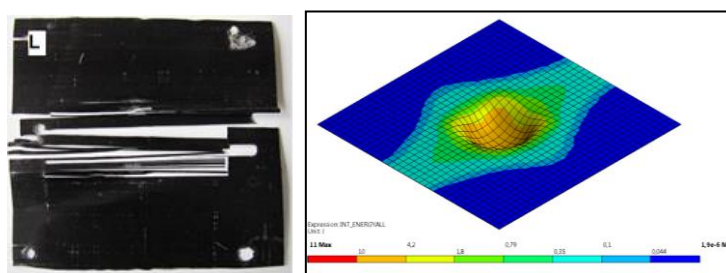 L
Expression: INT_ENERGYALL
Unit: J
11 Max
10
4,2
1,8
0,79
0,35
0,1
0,044
1,9e-6 M